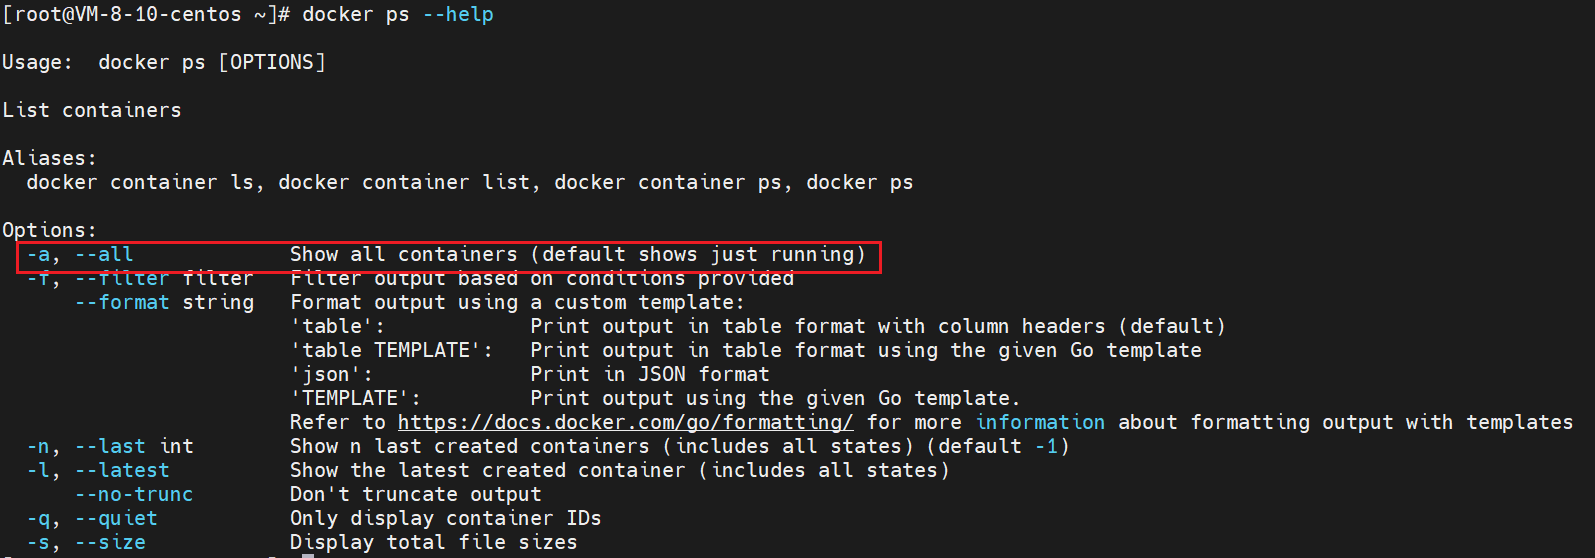 [root@VM-8-10-centos ~]# docker ps --help
Usage:  docker ps [OPTIONS]
List containers
Aliases:
  docker container ls, docker container list, docker container ps, docker ps
Options:
  -a, --all             Show all containers (default shows just running)
  -f, --filter filter   Filter output based on conditions provided
      --format string   Format output using a custom template:
                        'table':            Print output in table format with column headers (default)
                        'table TEMPLATE':   Print output in table format using the given Go template
                        'json':             Print in JSON format
                        'TEMPLATE':         Print output using the given Go template.
                        Refer to https://docs.docker.com/go/formatting/ for more information about formatting output with templates
  -n, --last int        Show n last created containers (includes all states) (default -1)
  -l, --latest          Show the latest created container (includes all states)
      --no-trunc        Don't truncate output
  -q, --quiet           Only display container IDs
  -s, --size            Display total file sizes